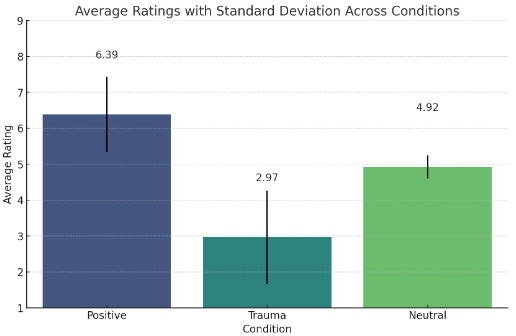 Average Ratings with Standard Deviation Across Conditions
9
8
7
6
5
4
3
2
1
Average Rating
6.39
2.97
4.92
Positive
Trauma
Neutral
Condition